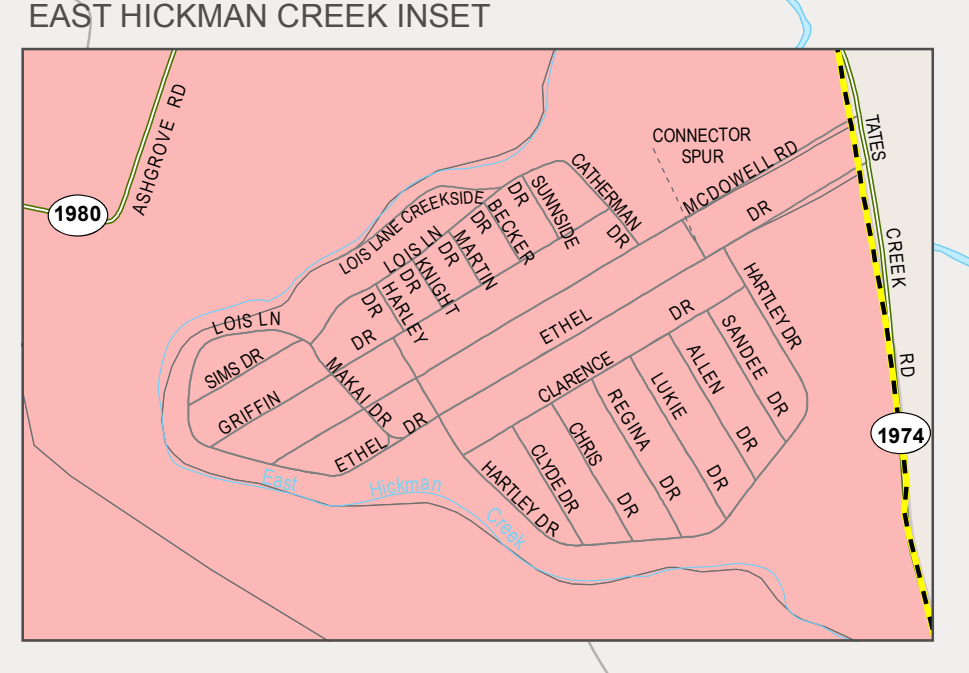 EAST HICKMAN CREEK INSET
ASHGROVE RD
1980
CONNECTOR
SPUR
MCDOWELL RD
TATES CREEK RD
1974
CATHERMAN DR
SUNNSIDE DR
BECKER DR
MARTIN DR
KNIGHT DR
HARLEY DR
LOIS LANE CREEKSIDE
LOIS LN
LOIS LN
SIMS DR
GRIFFIN DR
MAKAI DR
ETHEL DR
ETHEL DR
CLARENCE DR
HARTLEY DR
SANDEE DR
ALLEN DR
LUKIE DR
REGINA DR
CHRIS DR
CLYDE DR
HARTLEY DR
East Hickman Creek